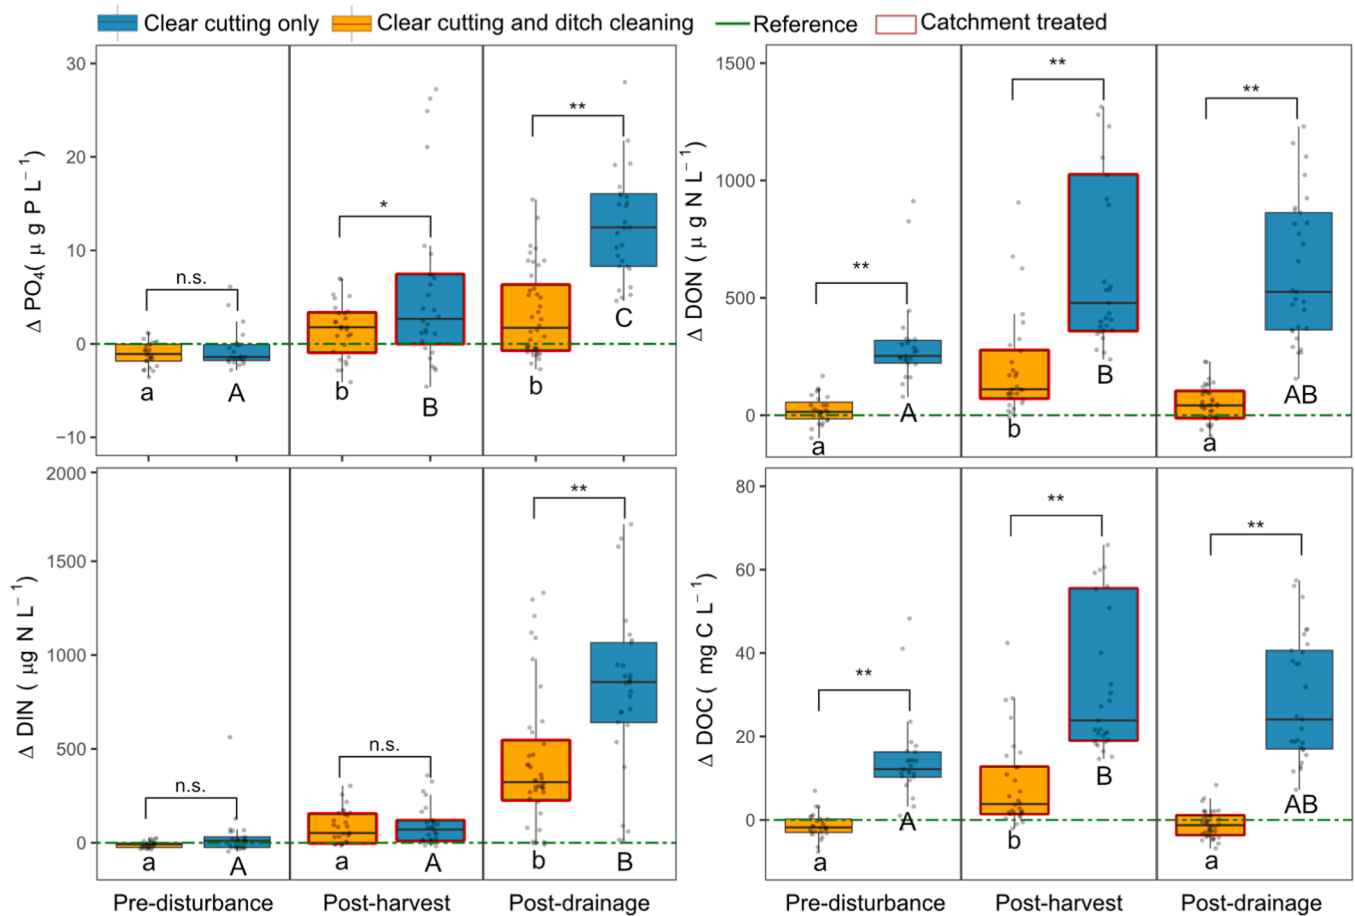 Clear cutting only Clear cutting and ditch cleaning Reference Catchment treated
Δ PO₄( μ g P L⁻¹)
30
20
10
0
−10
n.s.
*
**
a A b B b C
Δ DON ( μ g N L⁻¹)
1500
1000
500
0
**
**
**
a A b B a AB
Δ DIN ( μg N L⁻¹)
2000
1500
1000
500
0
n.s.
n.s.
**
a A a A b B
Δ DOC ( mg C L⁻¹)
80
60
40
20
0
**
**
**
a A b B a AB
Pre-disturbance Post-harvest Post-drainage Pre-disturbance Post-harvest Post-drainage